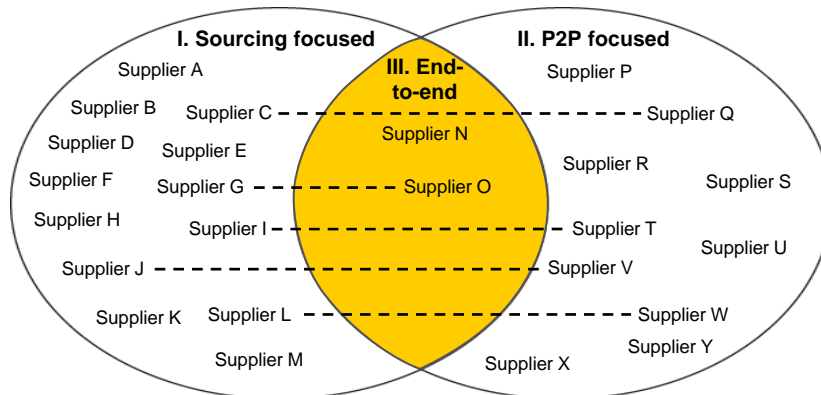 I. Sourcing focused
II. P2P focused
III. End-
to-end
Supplier A
Supplier P
Supplier B
Supplier C
Supplier Q
Supplier N
Supplier D
Supplier E
Supplier R
Supplier F
Supplier G
Supplier O
Supplier S
Supplier H
Supplier I
Supplier T
Supplier U
Supplier J
Supplier V
Supplier K
Supplier L
Supplier W
Supplier M
Supplier X
Supplier Y